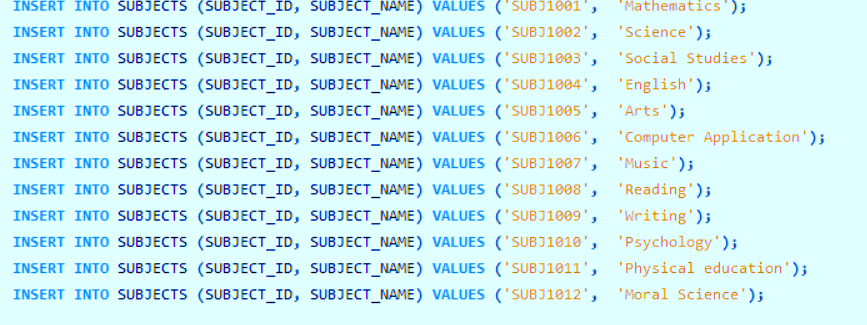 INSERT INTO SUBJECTS (SUBJECT_ID, SUBJECT_NAME) VALUES ('SUBJ1001',  'Mathematics');
INSERT INTO SUBJECTS (SUBJECT_ID, SUBJECT_NAME) VALUES ('SUBJ1002',  'Science');
INSERT INTO SUBJECTS (SUBJECT_ID, SUBJECT_NAME) VALUES ('SUBJ1003',  'Social Studies');
INSERT INTO SUBJECTS (SUBJECT_ID, SUBJECT_NAME) VALUES ('SUBJ1004',  'English');
INSERT INTO SUBJECTS (SUBJECT_ID, SUBJECT_NAME) VALUES ('SUBJ1005',  'Arts');
INSERT INTO SUBJECTS (SUBJECT_ID, SUBJECT_NAME) VALUES ('SUBJ1006',  'Computer Application');
INSERT INTO SUBJECTS (SUBJECT_ID, SUBJECT_NAME) VALUES ('SUBJ1007',  'Music');
INSERT INTO SUBJECTS (SUBJECT_ID, SUBJECT_NAME) VALUES ('SUBJ1008',  'Reading');
INSERT INTO SUBJECTS (SUBJECT_ID, SUBJECT_NAME) VALUES ('SUBJ1009',  'Writing');
INSERT INTO SUBJECTS (SUBJECT_ID, SUBJECT_NAME) VALUES ('SUBJ1010',  'Psychology');
INSERT INTO SUBJECTS (SUBJECT_ID, SUBJECT_NAME) VALUES ('SUBJ1011',  'Physical education');
INSERT INTO SUBJECTS (SUBJECT_ID, SUBJECT_NAME) VALUES ('SUBJ1012',  'Moral Science');